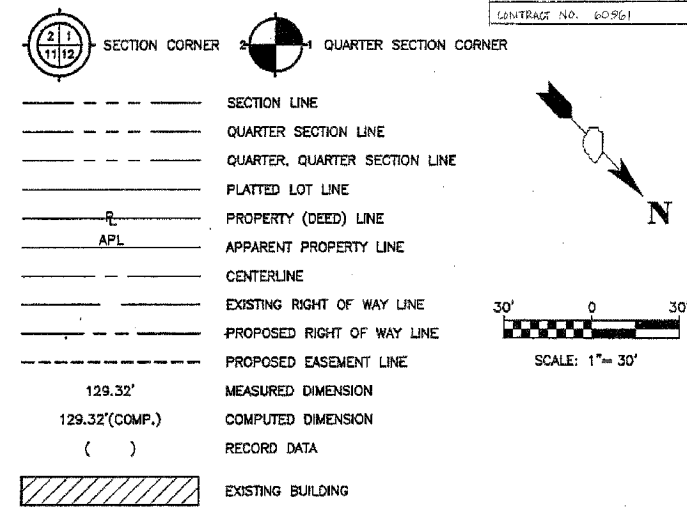 CONTRACT NO. 60961
2 1
11 12
SECTION CORNER
2 1
QUARTER SECTION CORNER
SECTION LINE
QUARTER SECTION LINE
QUARTER, QUARTER SECTION LINE
PLATTED LOT LINE
PL PROPERTY (DEED) LINE
APL APPARENT PROPERTY LINE
CENTERLINE
EXISTING RIGHT OF WAY LINE
PROPOSED RIGHT OF WAY LINE
PROPOSED EASEMENT LINE
129.32' MEASURED DIMENSION
129.32'(COMP.) COMPUTED DIMENSION
( ) RECORD DATA
EXISTING BUILDING
N
30' 0 30'
SCALE: 1"= 30'